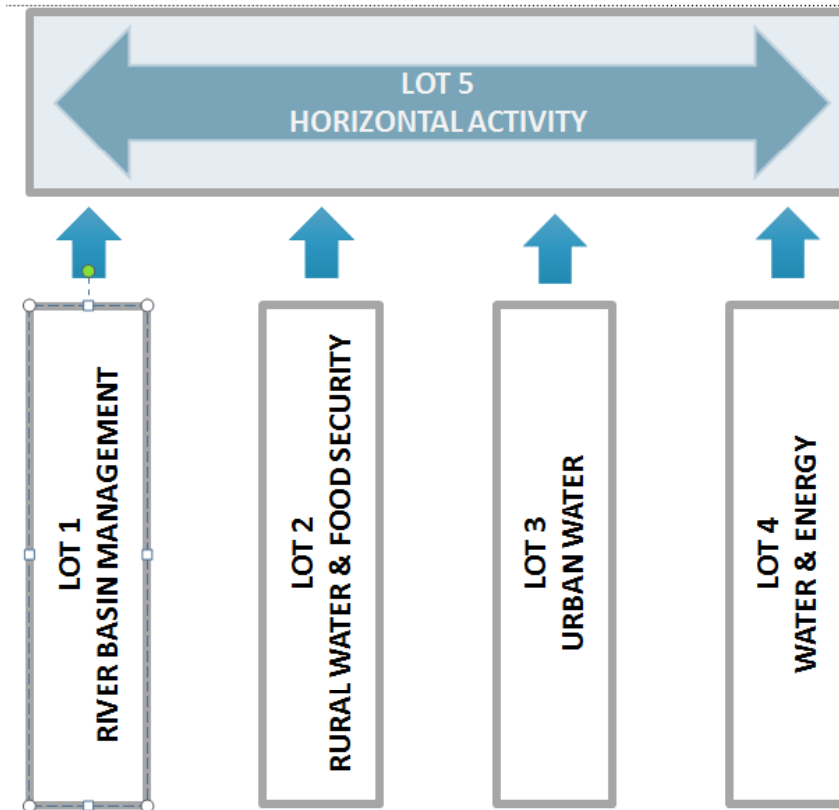 LOT 5
HORIZONTAL ACTIVITY
LOT 1
RIVER BASIN MANAGEMENT
LOT 2
RURAL WATER & FOOD SECURITY
LOT 3
URBAN WATER
LOT 4
WATER & ENERGY